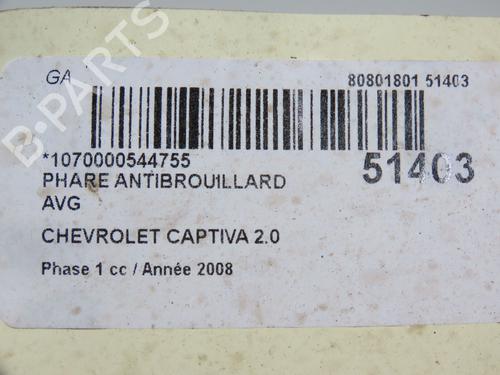 GA
80801801 51403
*1070000544755
51403
PHARE ANTIBROUILLARD
AVG
CHEVROLET CAPTIVA 2.0
Phase 1 cc / Année 2008
B-PARTS